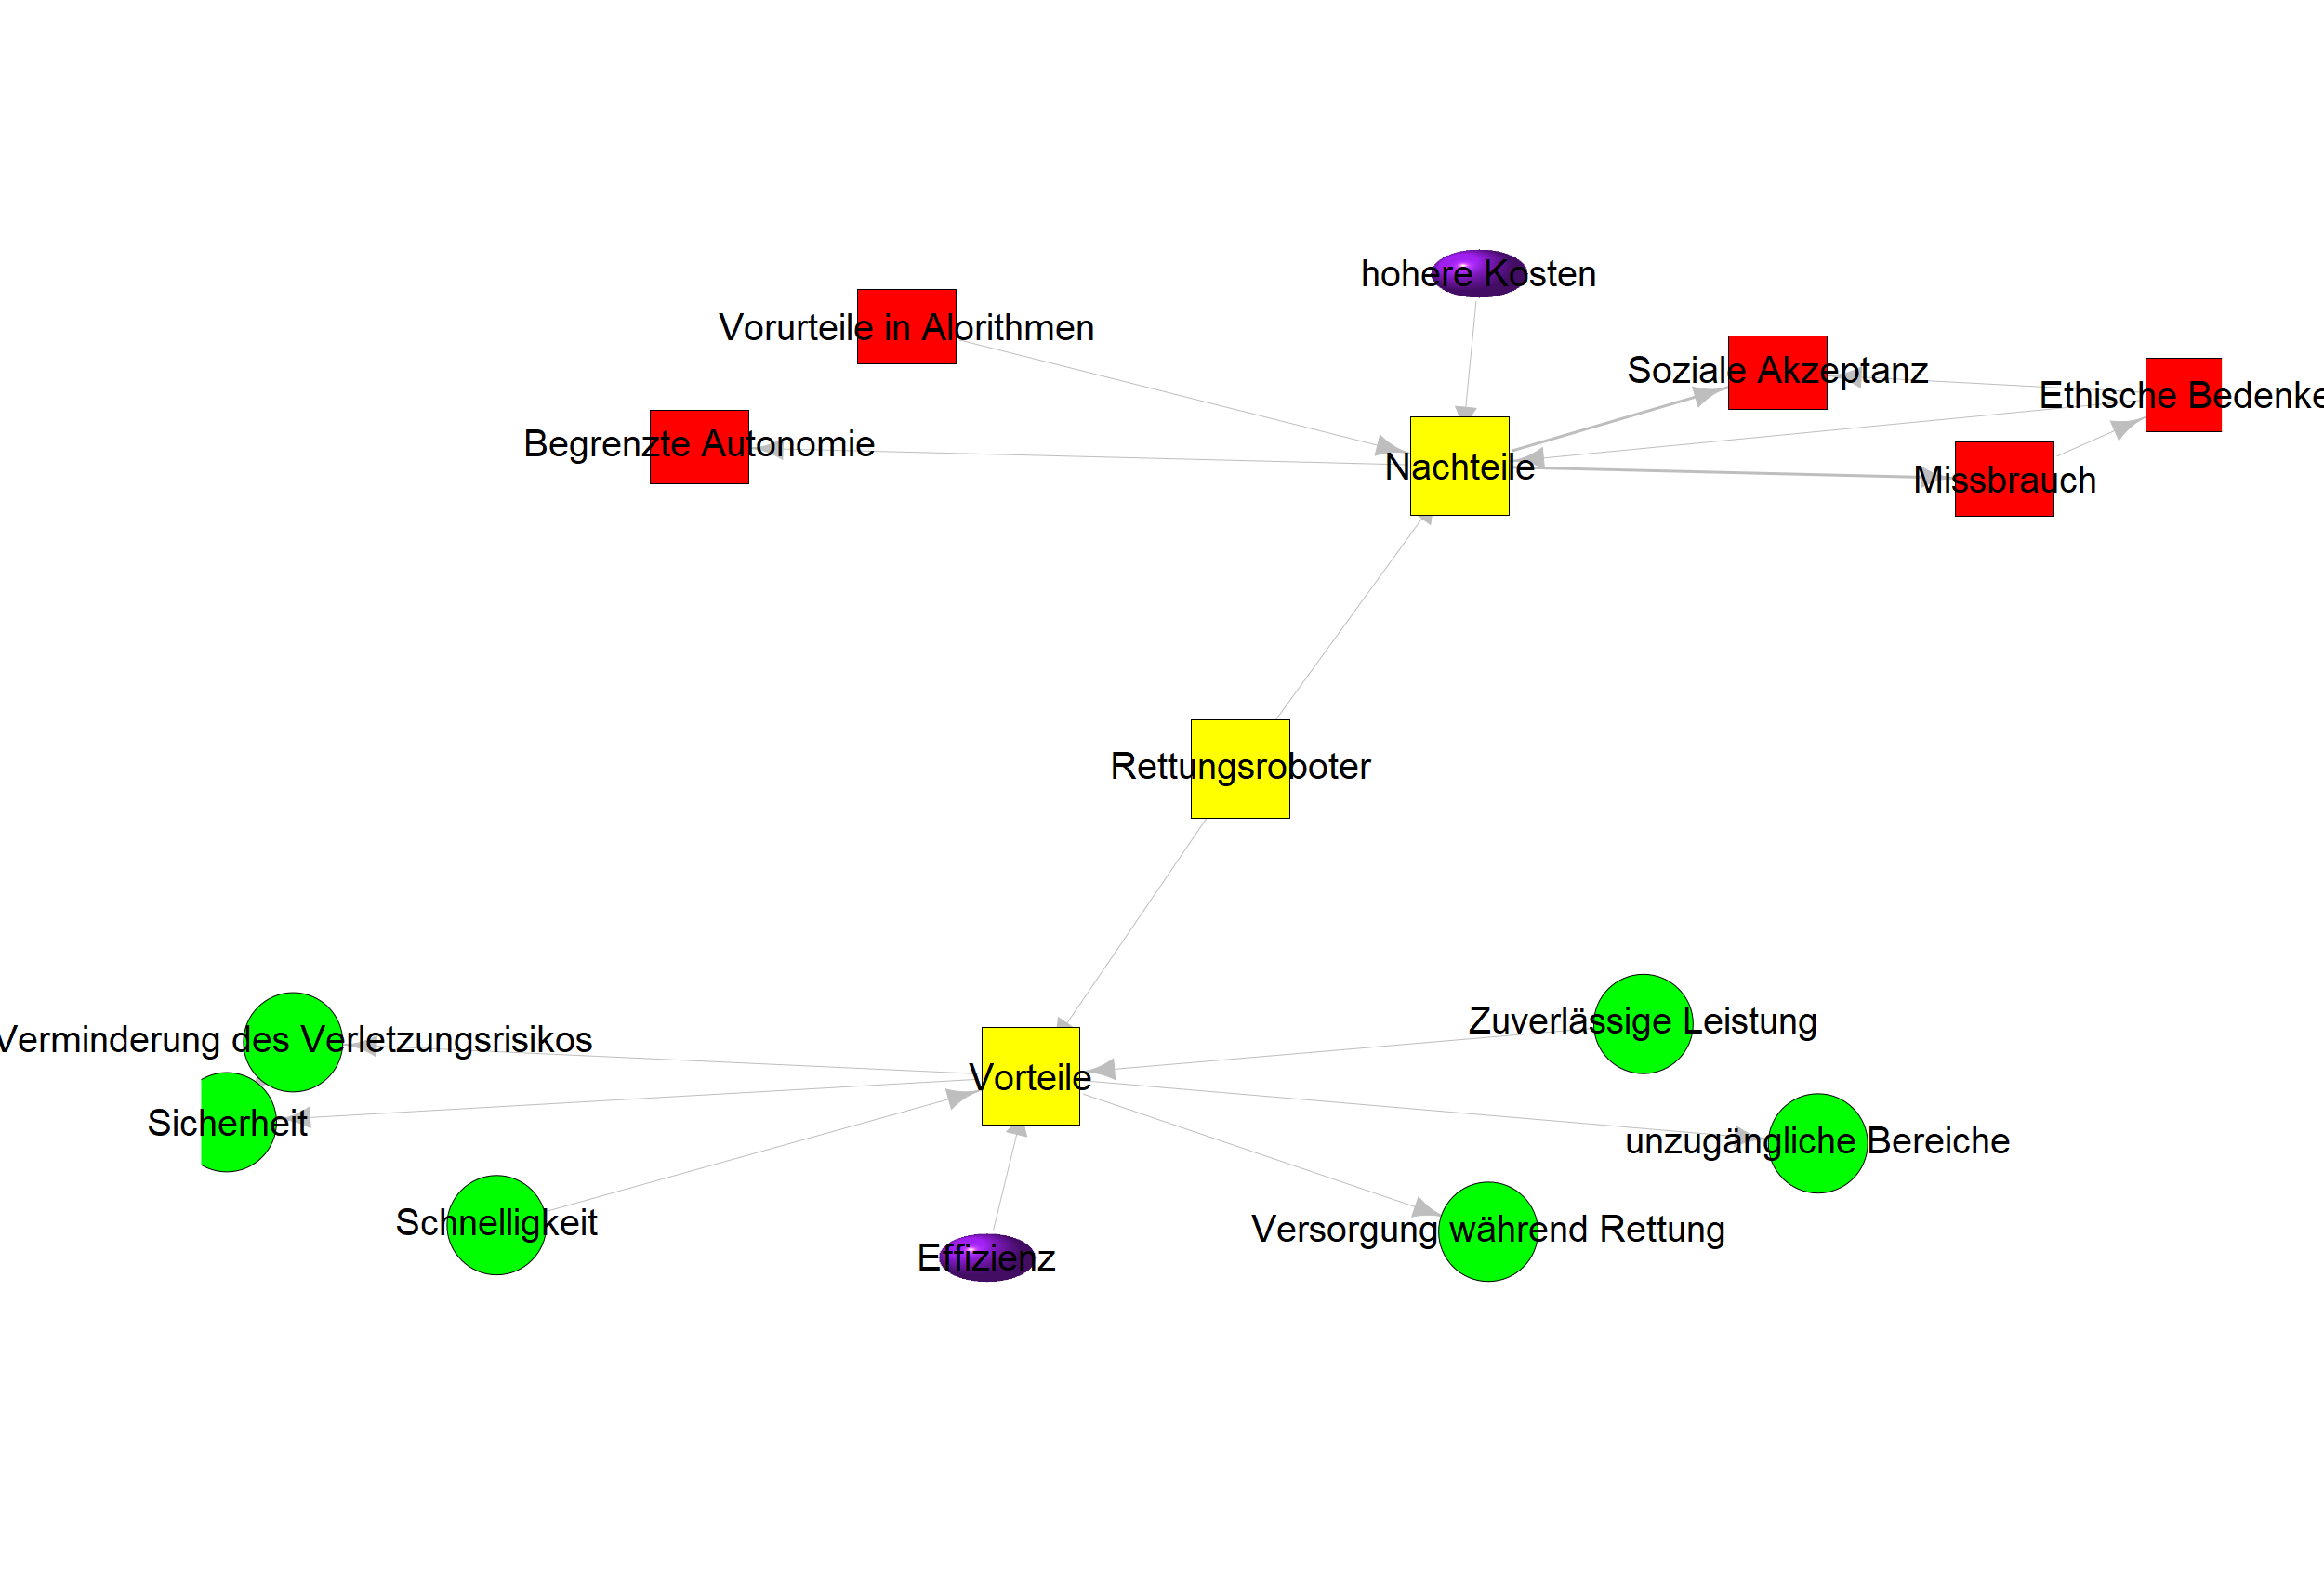 hohere Kosten
Vorurteile in Alorithmen
Soziale Akzeptanz
Ethische Bedenke
Begrenzte Autonomie
Nachteile
Missbrauch
Rettungsroboter
Zuverlässige Leistung
Verminderung des Verletzungsrisikos
Vorteile
Sicherheit
unzugängliche Bereiche
Schnelligkeit
Versorgung während Rettung
Effizienz